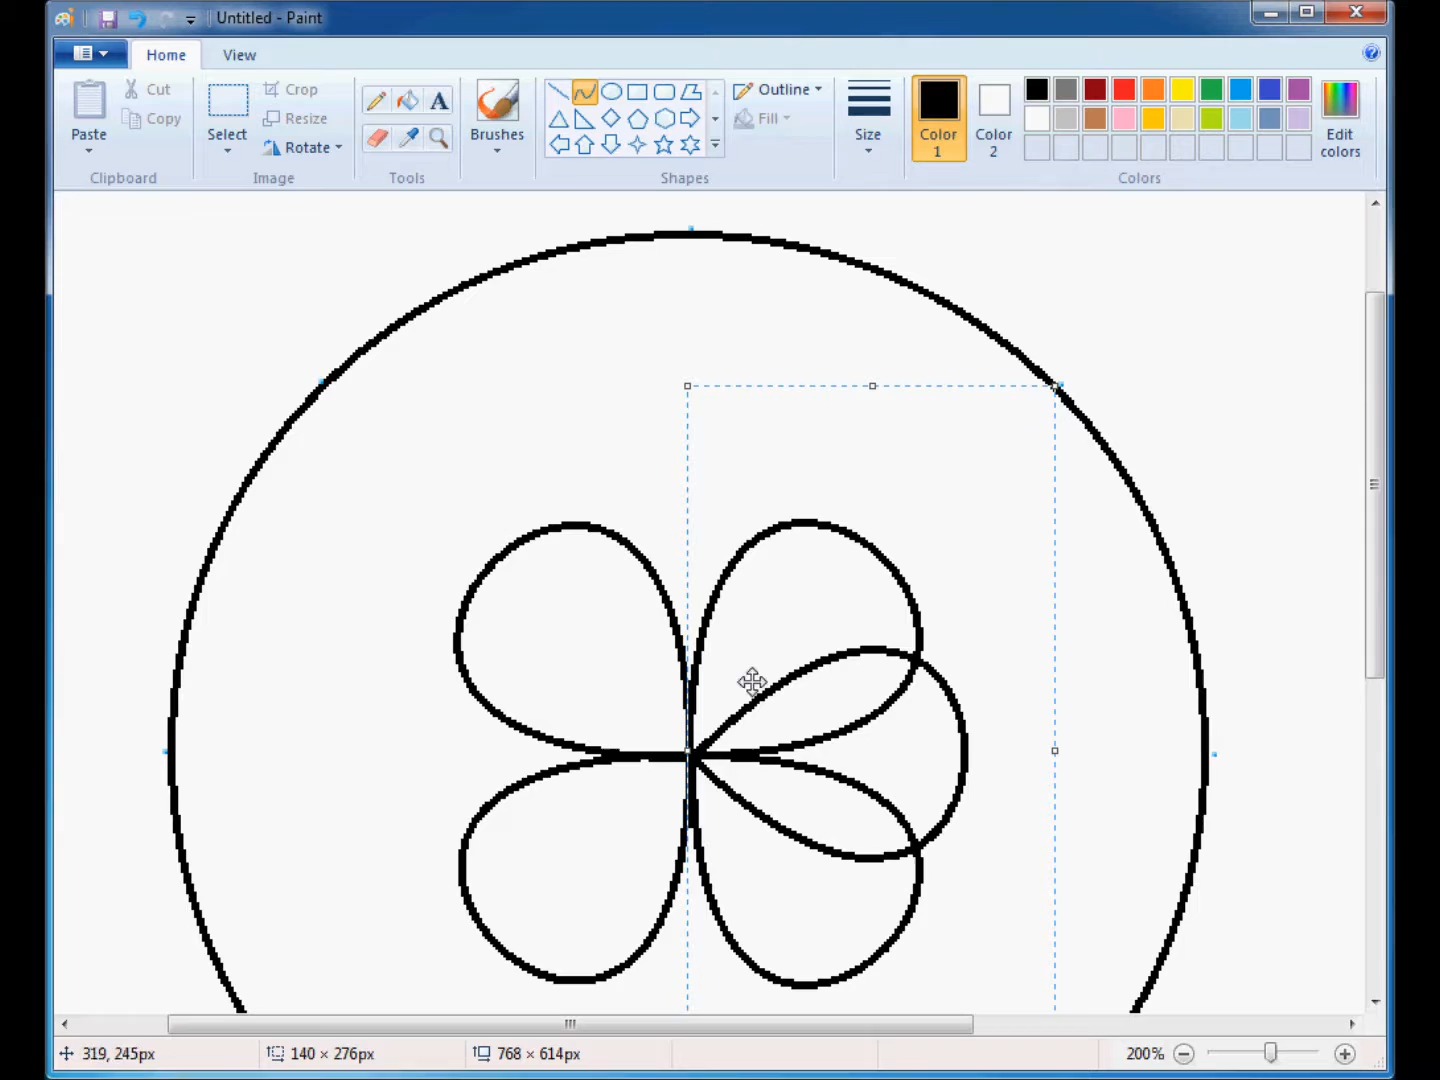 Untitled - Paint
Home View
Cut
Copy
Paste
Clipboard
Crop
Resize
Rotate
Select
Image
A
Tools
Brushes
Outline
Fill
Shapes
Size
Color 1
Color 2
Edit colors
Colors
319, 245px 140 × 276px 768 × 614px 200%